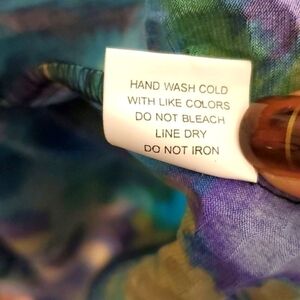 HAND WASH COLD
WITH LIKE COLORS
DO NOT BLEACH
LINE DRY
DO NOT IRON